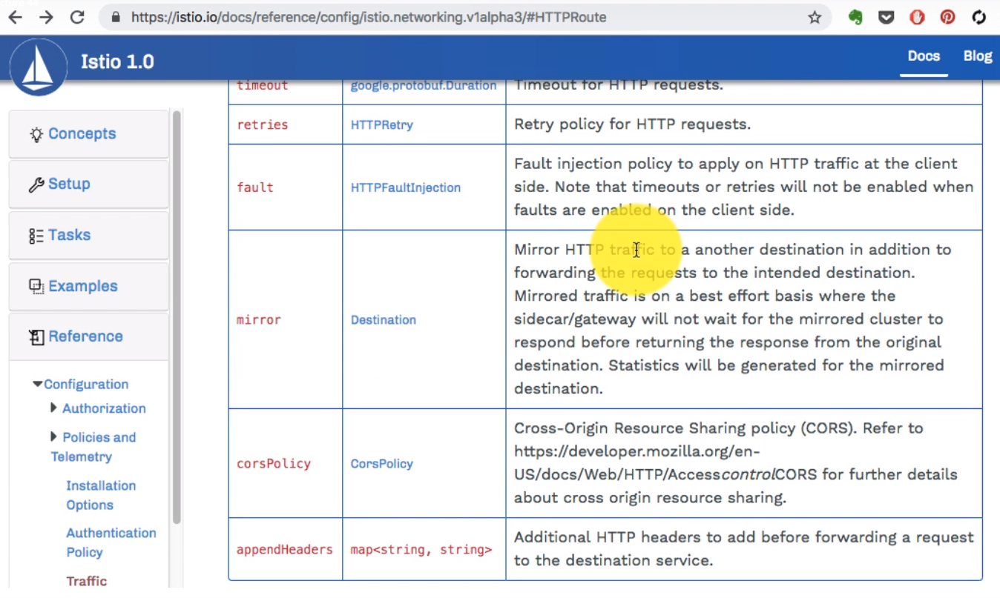 https://istio.io/docs/reference/config/istio.networking.v1alpha3/#HTTPRoute
Istio 1.0
Docs
Blog
Concepts
Setup
Tasks
Examples
Reference
Configuration
Authorization
Policies and
Telemetry
Installation
Options
Authentication
Policy
Traffic
timeout
google.protobuf.Duration
Timeout for HTTP requests.
retries
HTTPRetry
Retry policy for HTTP requests.
fault
HTTPFaultInjection
Fault injection policy to apply on HTTP traffic at the client
side. Note that timeouts or retries will not be enabled when
faults are enabled on the client side.
mirror
Destination
Mirror HTTP traffic to a another destination in addition to
forwarding the requests to the intended destination.
Mirrored traffic is on a best effort basis where the
sidecar/gateway will not wait for the mirrored cluster to
respond before returning the response from the original
destination. Statistics will be generated for the mirrored
destination.
corsPolicy
CorsPolicy
Cross-Origin Resource Sharing policy (CORS). Refer to
https://developer.mozilla.org/en-
US/docs/Web/HTTP/AccesscontrolCORS for further details
about cross origin resource sharing.
appendHeaders
map<string, string>
Additional HTTP headers to add before forwarding a request
to the destination service.